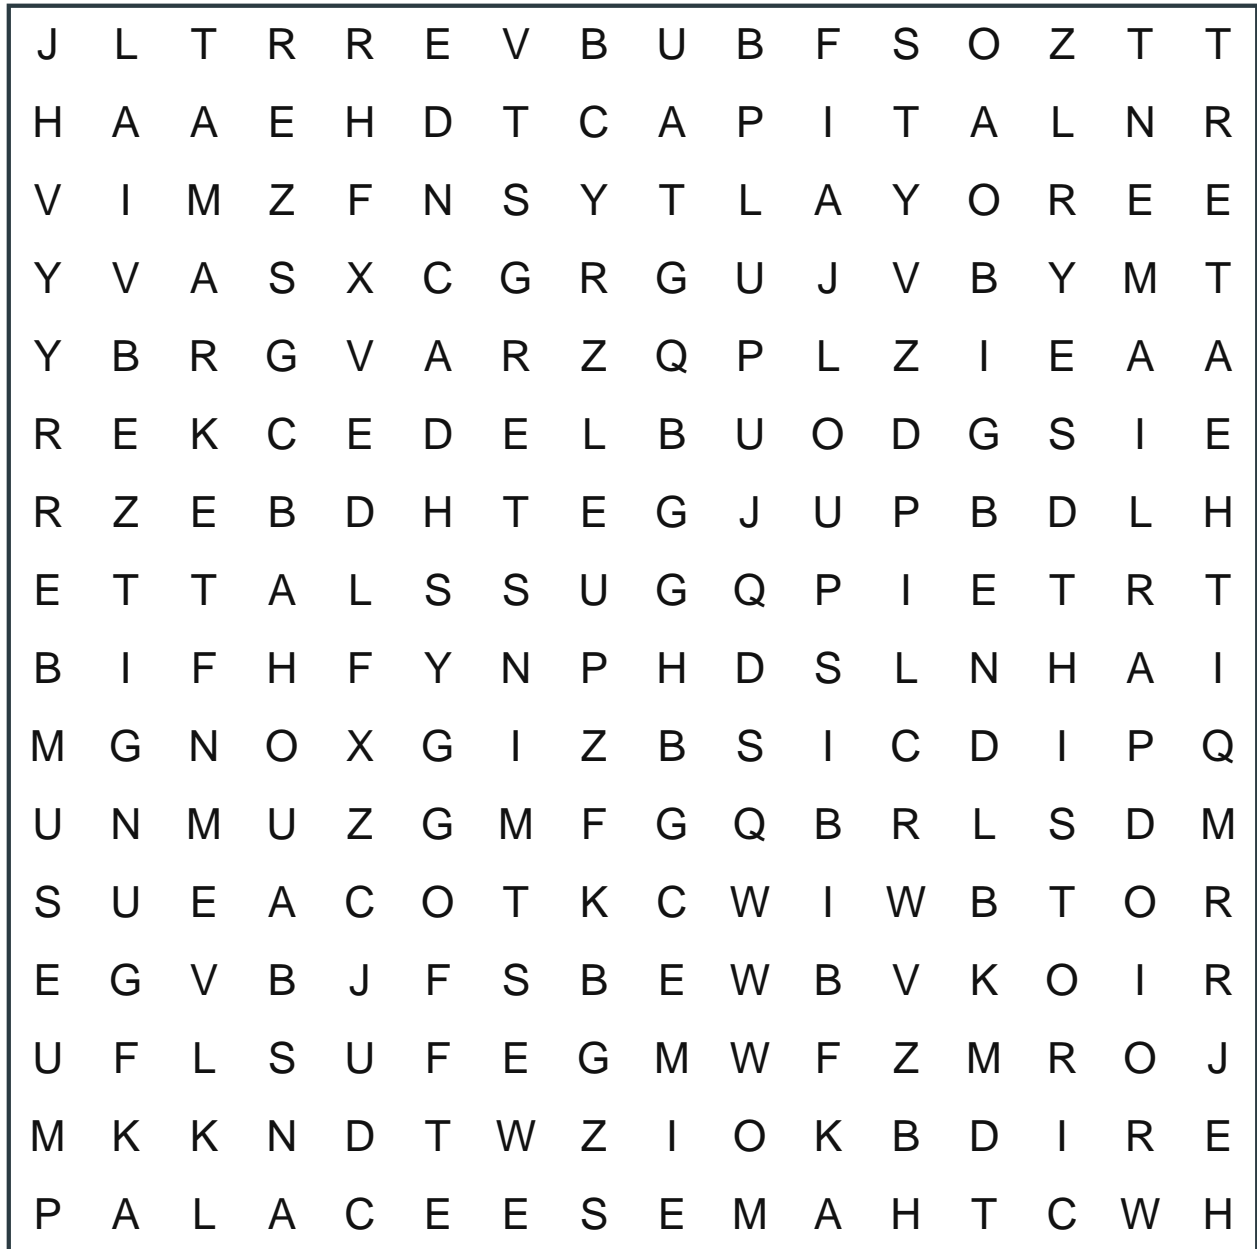 J L T R R E V B U B F S O Z T T
H A A E H D T C A P I T A L N R
V I M Z F N S Y T L A Y O R E E
Y V A S X C G R G U J V B Y M T
Y B R G V A R Z Q P L Z I E A A
R E K C E D E L B U O D G S I E
R Z E B D H T E G J U P B D L H
E T T A L S S U G Q P I E T R T
B I F H F Y N P H D S L N H A I
M G N O X G I Z B S I C D I P Q
U N M U Z G M F G Q B R L S D M
S U E A C O T K C W I W B T O R
E G V B J F S B E W B V K O I R
U F L S U F E G M W F Z M R O J
M K K N D T W Z I O K B D I R E
P A L A C E E S E M A H T C W H